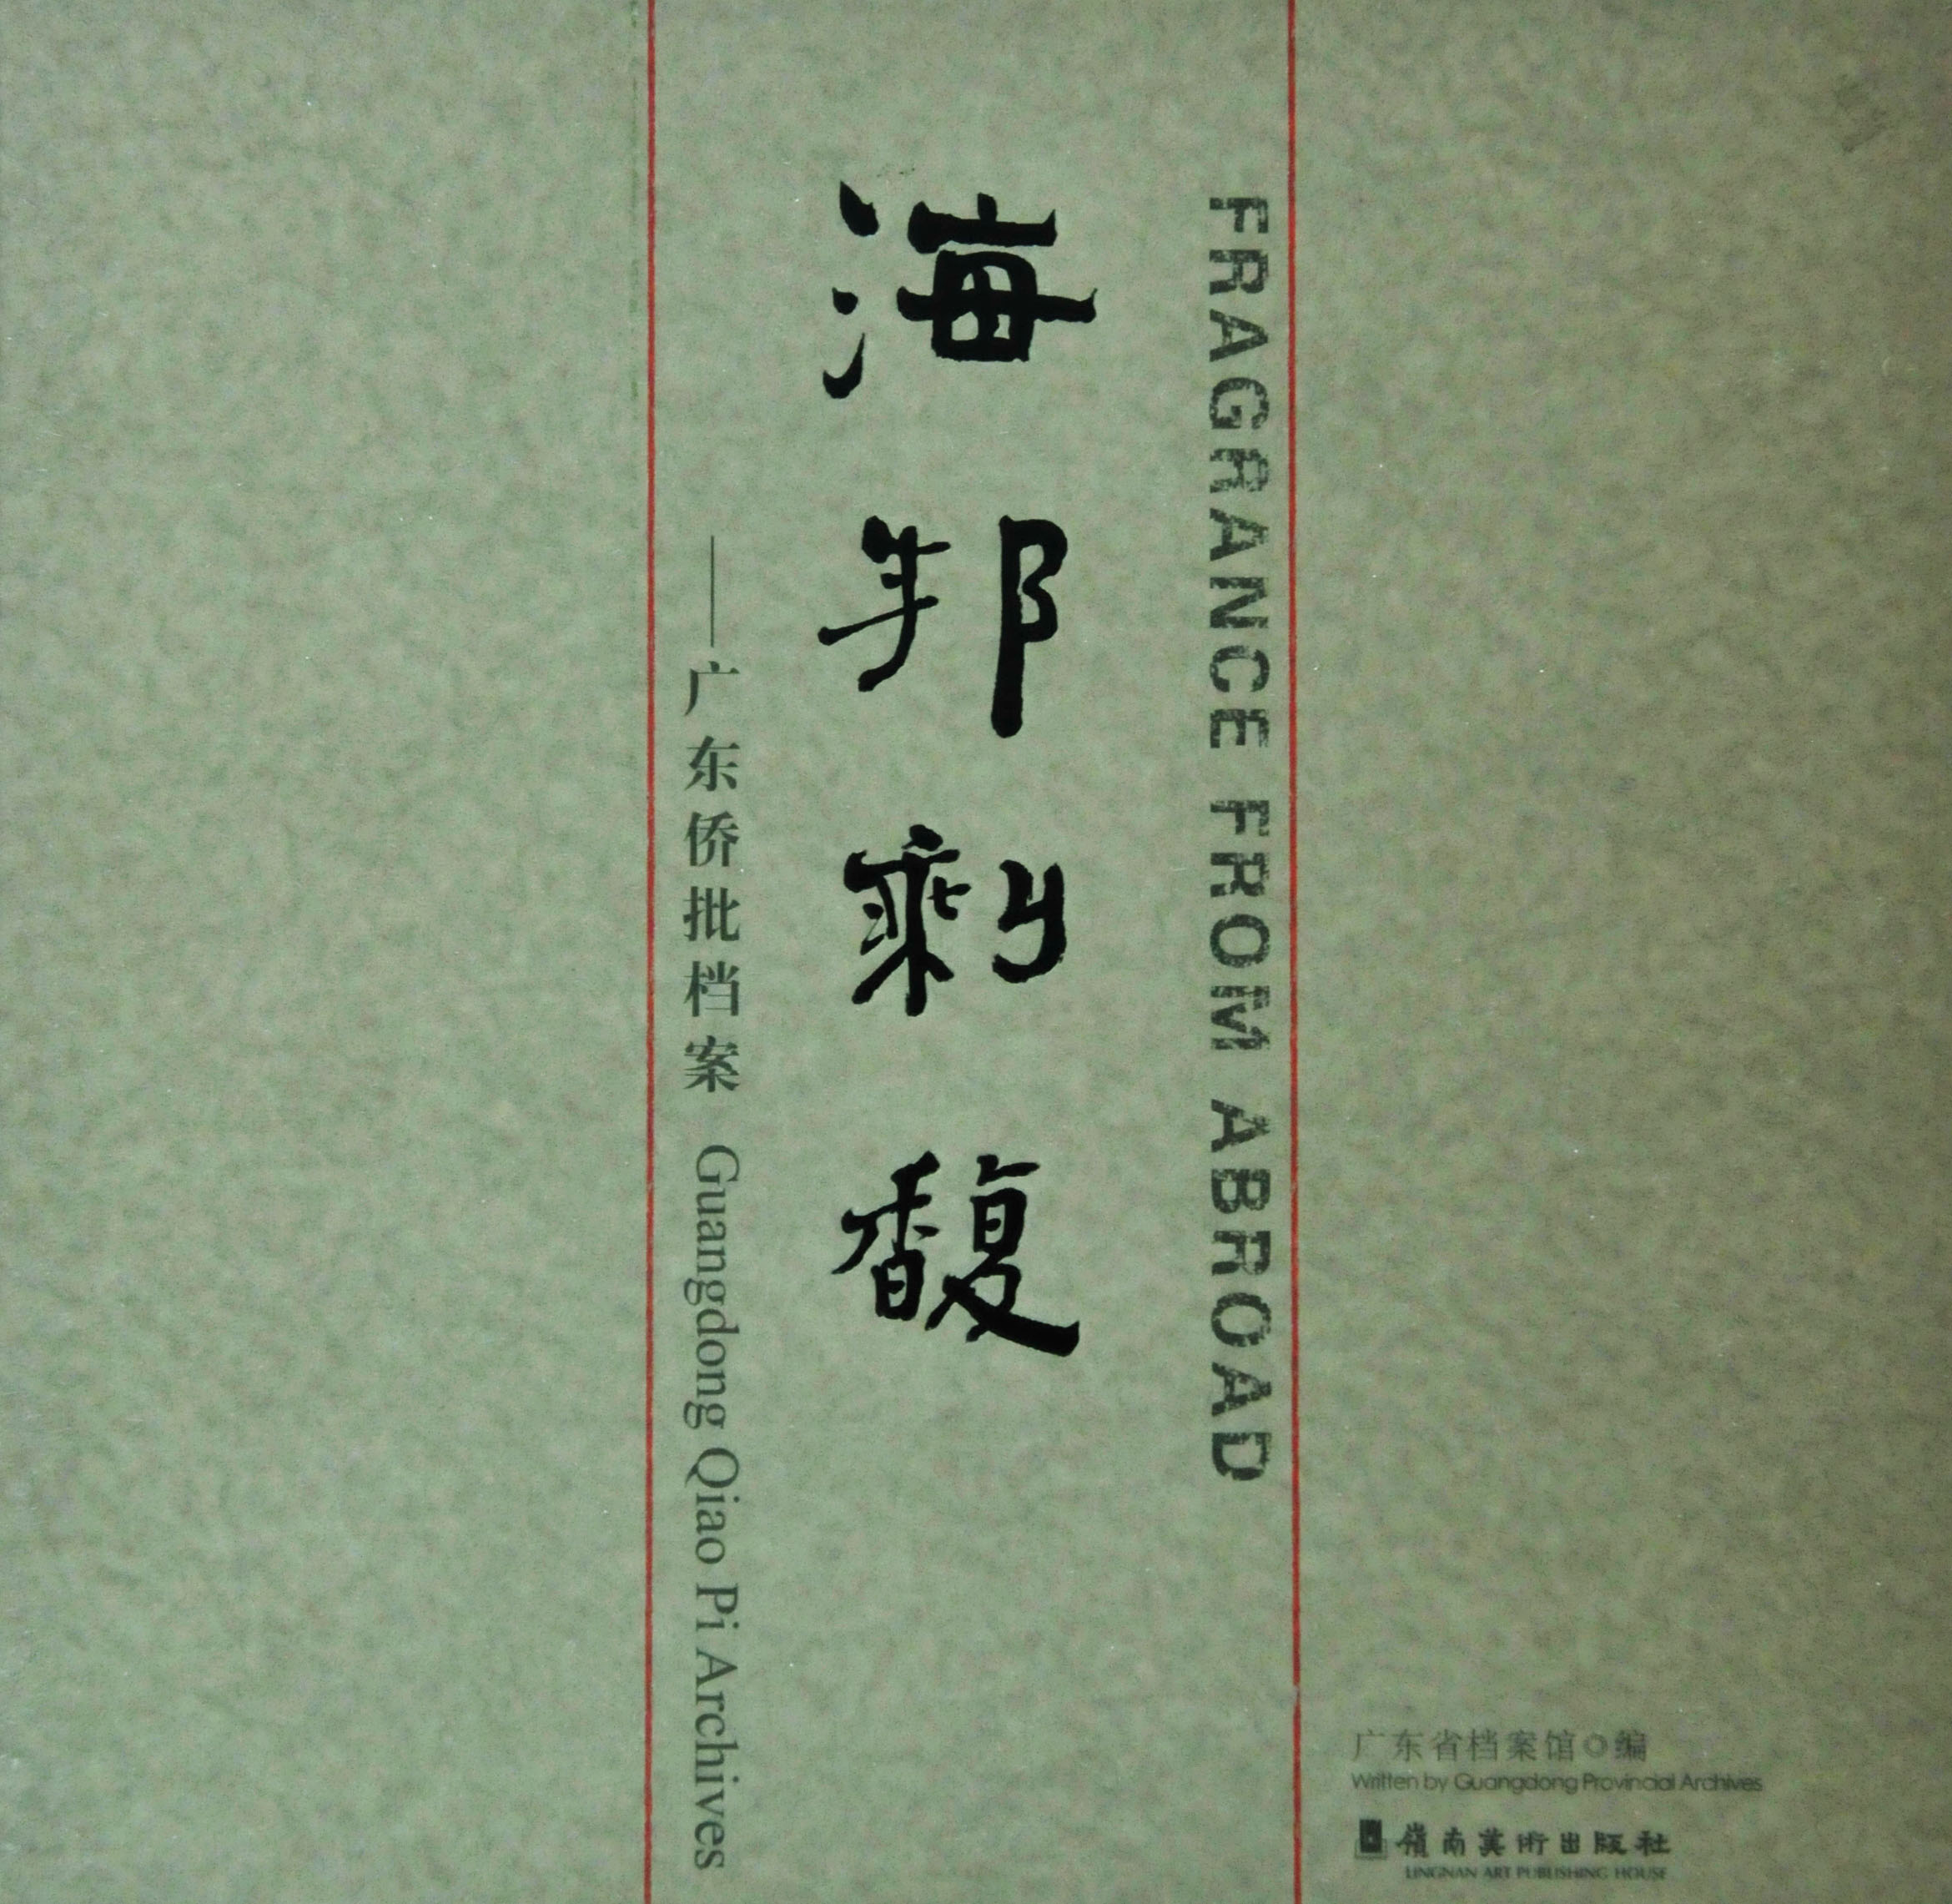 FRAGRANCE FROM ABROAD
海邦剩馥
——广东侨批档案 Guangdong Qiao Pi Archives
广东省档案馆◎编
Written by Guangdong Provincial Archives
嶺南美術出版社
LINGNAN ART PUBLISHING HOUSE